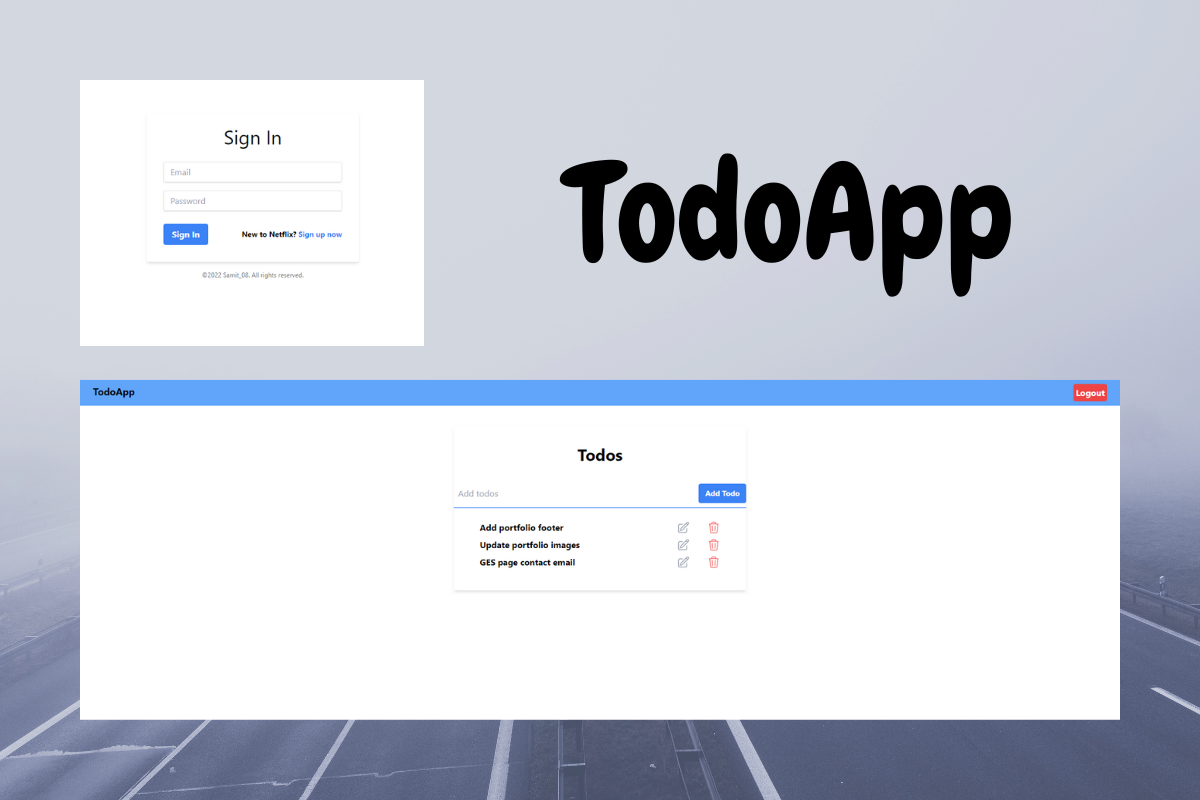 Sign In
Email
Password
Sign In
New to Netflix? Sign up now
©2022 Samit_08. All rights reserved.
TodoApp
TodoApp
Logout
Todos
Add todos
Add Todo
Add portfolio footer
Update portfolio images
GES page contact email